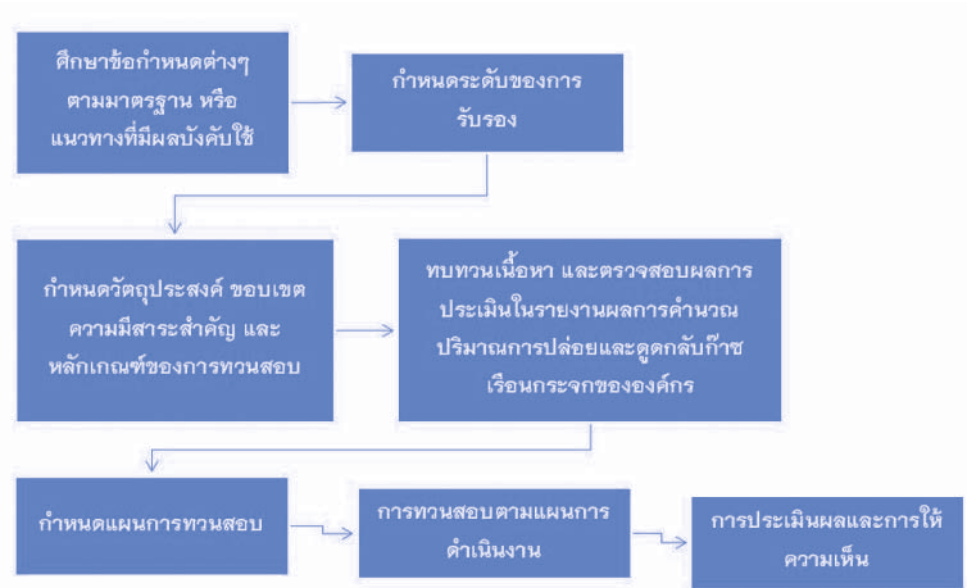 ศึกษาข้อกำหนดต่างๆ
ตามมาตรฐาน หรือ
แนวทางที่มีผลบังคับใช้
กำหนดระดับของการ
รับรอง
กำหนดวัตถุประสงค์ ขอบเขต
ความมีสาระสำคัญ และ
หลักเกณฑ์ของการทวนสอบ
ทบทวนเนื้อหา และตรวจสอบผลการ
ประเมินในรายงานผลการคำนวณ
ปริมาณการปล่อยและดูดกลับก๊าซ
เรือนกระจกขององค์กร
กำหนดแผนการทวนสอบ
การทวนสอบตามแผนการ
ดำเนินงาน
การประเมินผลและการให้
ความเห็น